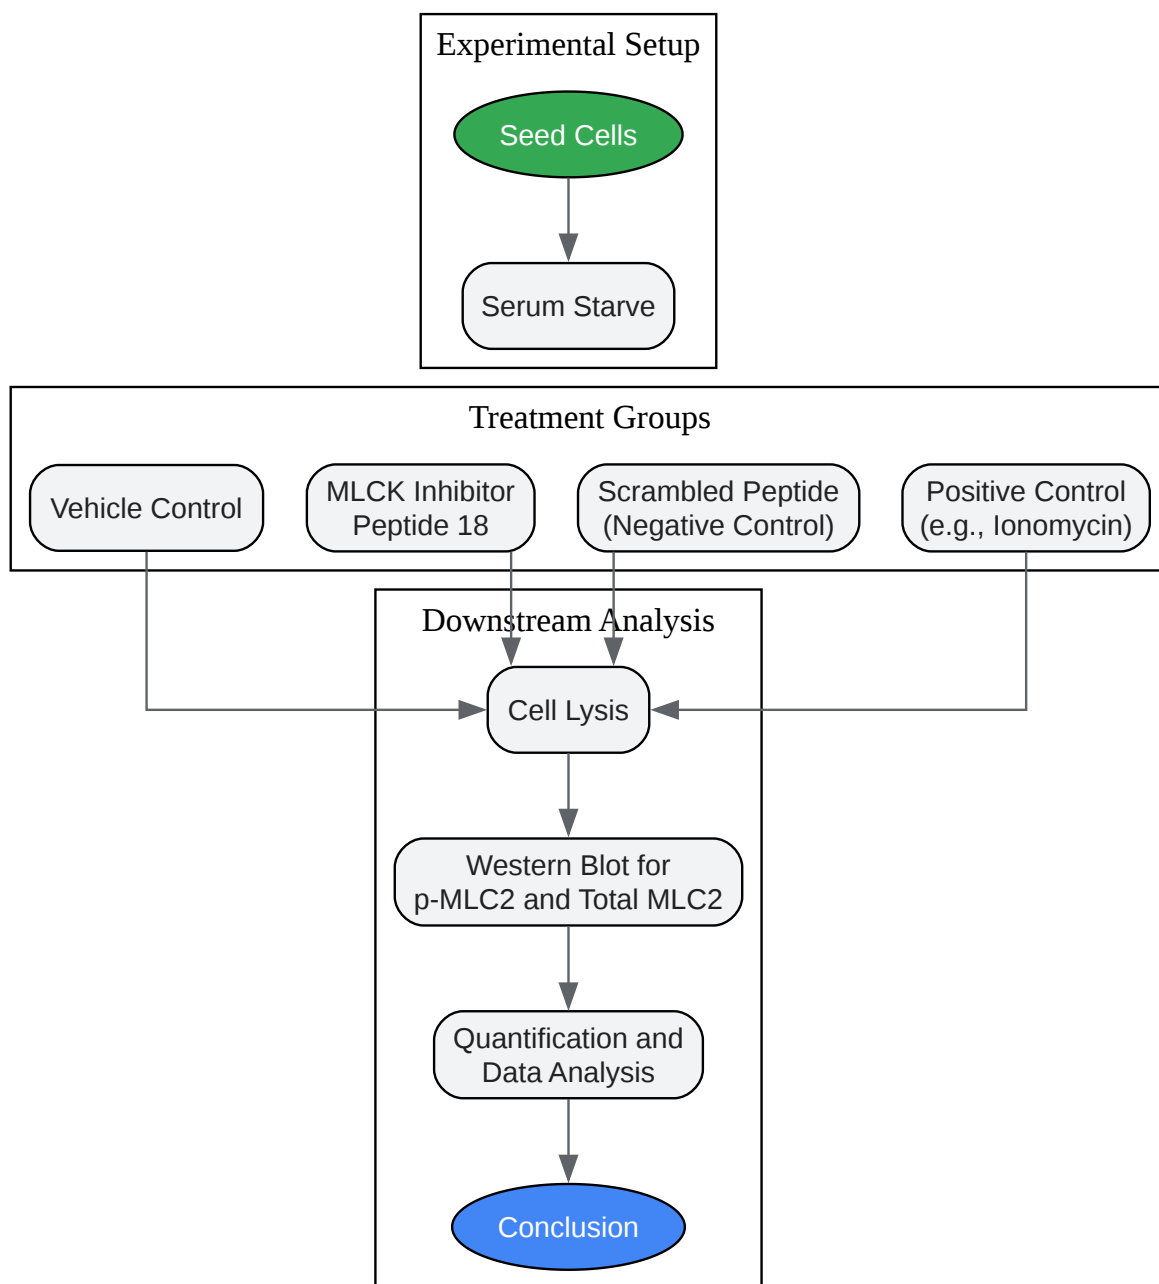 Experimental Setup
Seed Cells
Serum Starve
Treatment Groups
Vehicle Control
MLCK Inhibitor
Peptide 18
Scrambled Peptide
(Negative Control)
Positive Control
(e.g., Ionomycin)
Downstream Analysis
Cell Lysis
Western Blot for
p-MLC2 and Total MLC2
Quantification and
Data Analysis
Conclusion